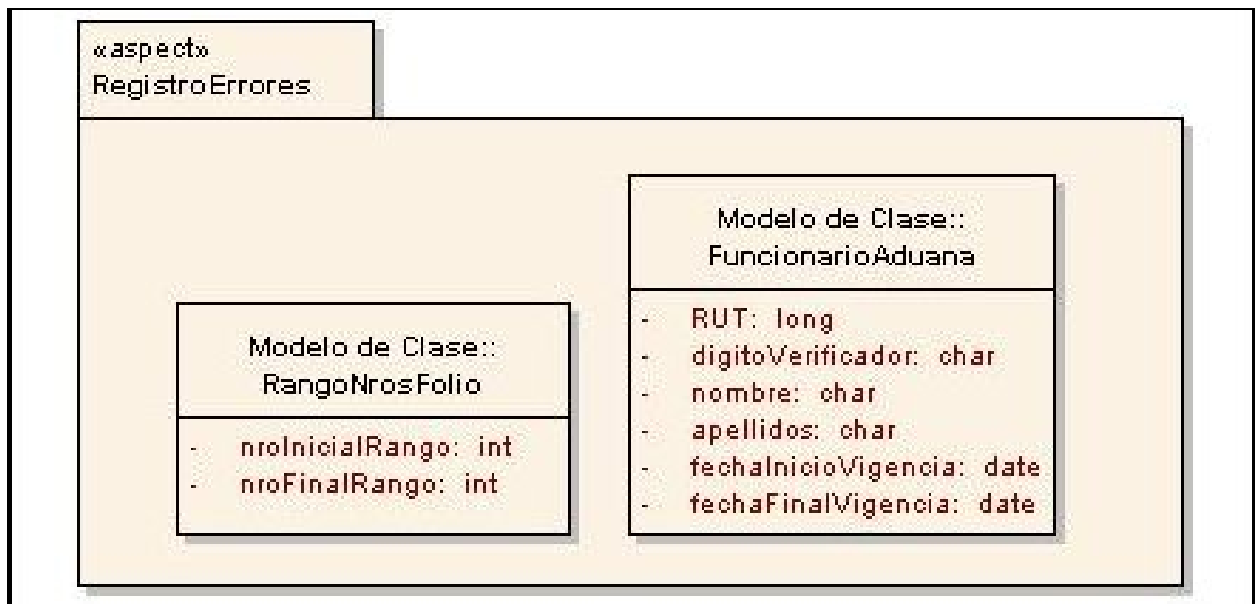 «aspect»
RegistroErrores
Modelo de Clase::
RangoNrosFolio
- nroInicialRango: int
- nroFinalRango: int
Modelo de Clase::
FuncionarioAduana
- RUT: long
- digitoVerificador: char
- nombre: char
- apellidos: char
- fechaInicioVigencia: date
- fechaFinalVigencia: date